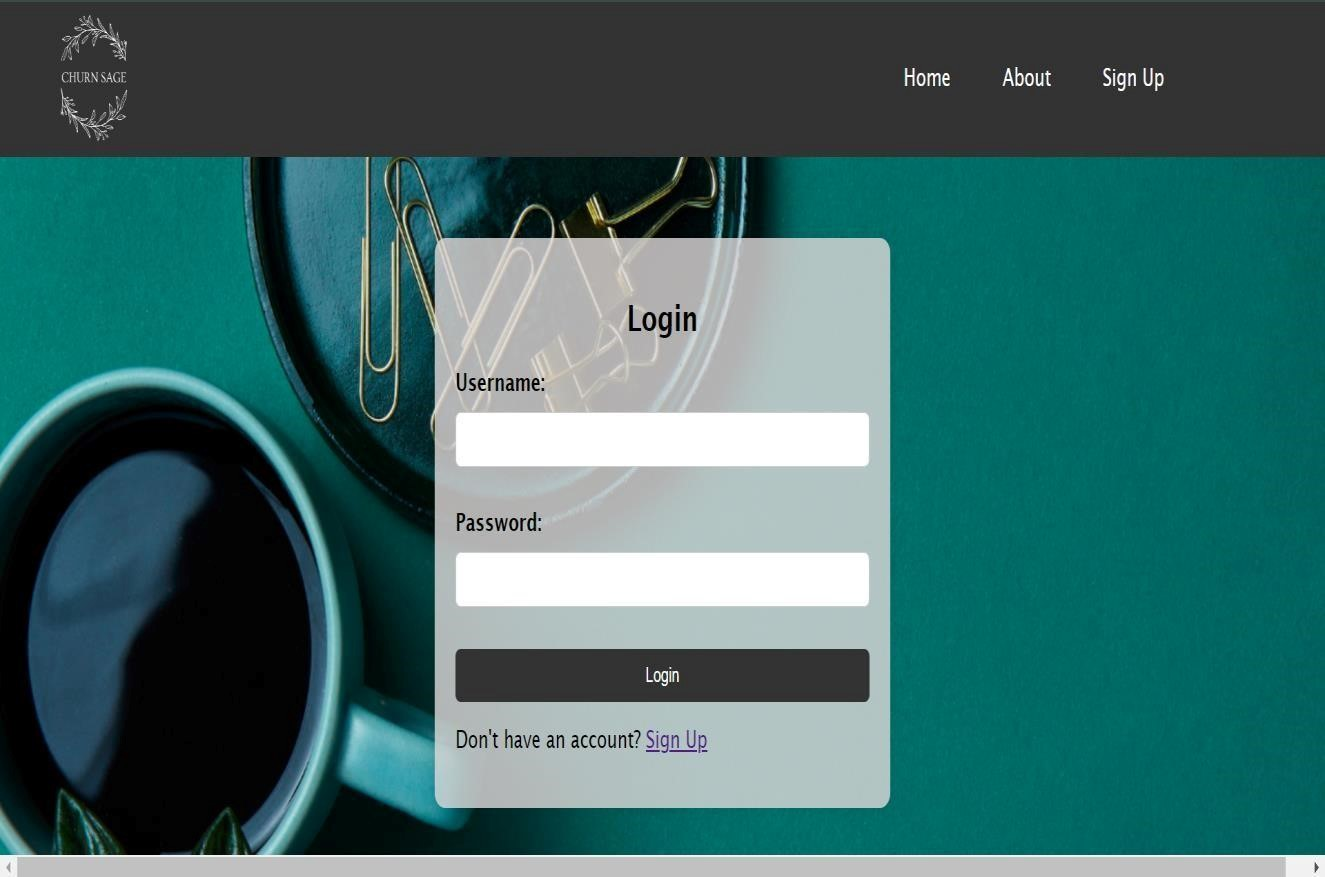 CHURN SAGE
Home About Sign Up
Login
Username:
Password:
Login
Don't have an account? Sign Up